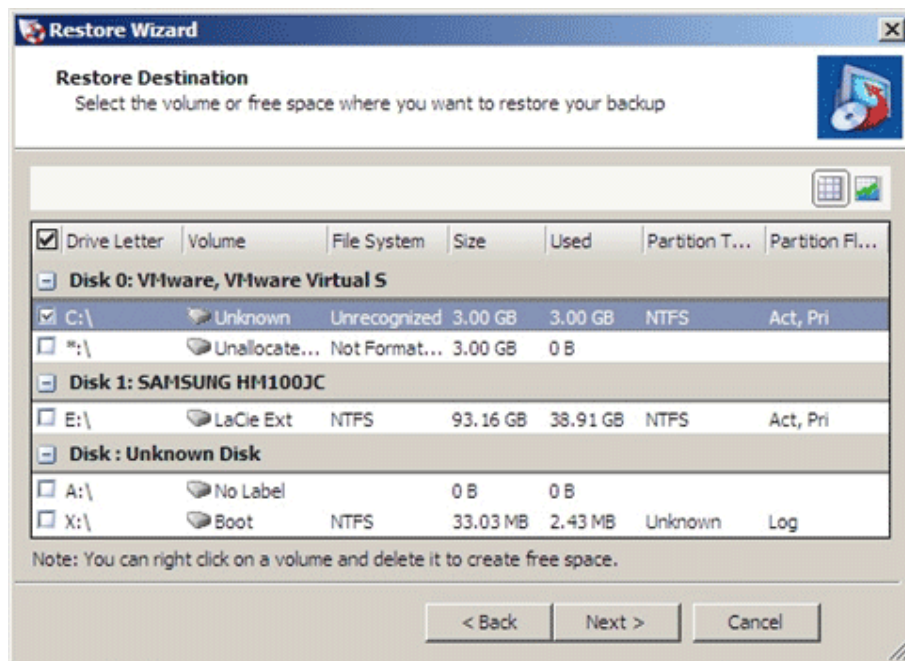 Restore Wizard
Restore Destination
Select the volume or free space where you want to restore your backup
Drive Letter Volume File System Size Used Partition T... Partition Fl...
Disk 0: VMware, VMware Virtual S
C:\ Unknown Unrecognized 3.00 GB 3.00 GB NTFS Act, Pri
*:\ Unallocate... Not Format... 3.00 GB 0 B
Disk 1: SAMSUNG HM100JC
E:\ LaCie Ext NTFS 93.16 GB 38.91 GB NTFS Act, Pri
Disk : Unknown Disk
A:\ No Label 0 B 0 B
X:\ Boot NTFS 33.03 MB 2.43 MB Unknown Log
Note: You can right click on a volume and delete it to create free space.
< Back Next > Cancel